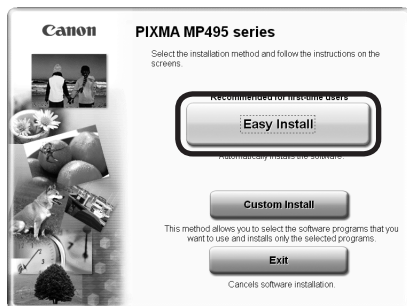 Canon
PIXMA MP495 series
Select the installation method and follow the instructions on the
screens.
Recommended for first-time users
Easy Install
Automatically installs the software.
Custom Install
This method allows you to select the software programs that you
want to use and installs only the selected programs.
Exit
Cancels software installation.